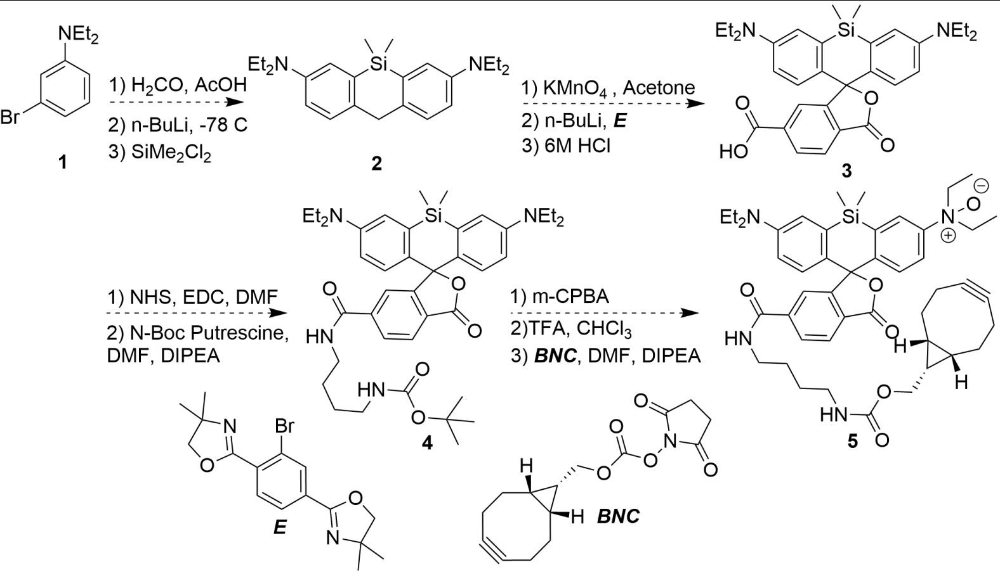 NEt₂
Br
1
1) H₂CO, AcOH
2) n-BuLi, -78 C
3) SiMe₂Cl₂
Et₂N
Si
NEt₂
2
1) KMnO₄ , Acetone
2) n-BuLi, E
3) 6M HCl
Et₂N
Si
NEt₂
O
O
O
HO
3
1) NHS, EDC, DMF
2) N-Boc Putrescine,
DMF, DIPEA
Et₂N
Si
NEt₂
O
O
O
HN
HN
O
O
4
1) m-CPBA
2)TFA, CHCl₃
3) BNC, DMF, DIPEA
Et₂N
Si
N
⊕
O
⊖
O
O
O
HN
H
H
O
HN
O
5
N
O
Br
O
N
E
H
H
O
O
O
N
O
O
BNC